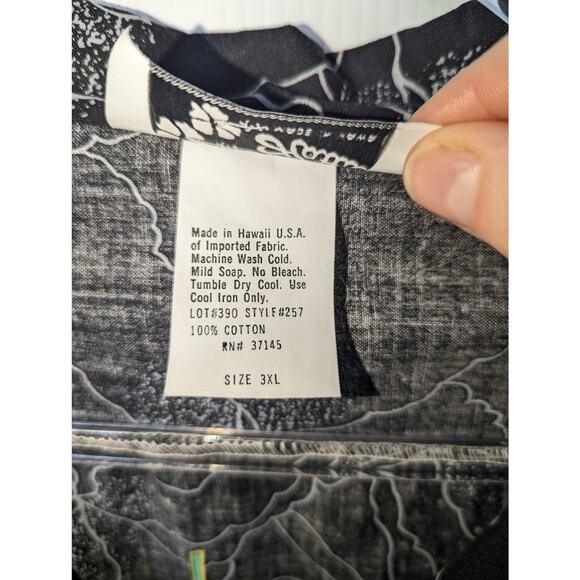 Made in Hawaii U.S.A.
of Imported Fabric.
Machine Wash Cold.
Mild Soap. No Bleach.
Tumble Dry Cool. Use
Cool Iron Only.
LOT#390 STYLE#257
100% COTTON
RN# 37145
SIZE 3XL